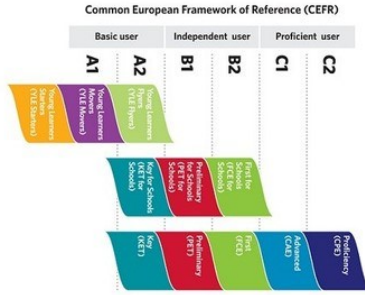 Common European Framework of Reference (CEFR)
Basic user
Independent user
Proficient user
A1
A2
B1
B2
C1
C2
Young Learners
Starters
(YLE Starters)
Young Learners
Movers
(YLE Movers)
Young Learners
Flyers
(YLE Flyers)
Key for Schools
(KET for
Schools)
Preliminary
for Schools
(PET for
Schools)
First for
Schools
(FCE for
Schools)
Key
(KET)
Preliminary
(PET)
First
(FCE)
Advanced
(CAE)
Proficiency
(CPE)